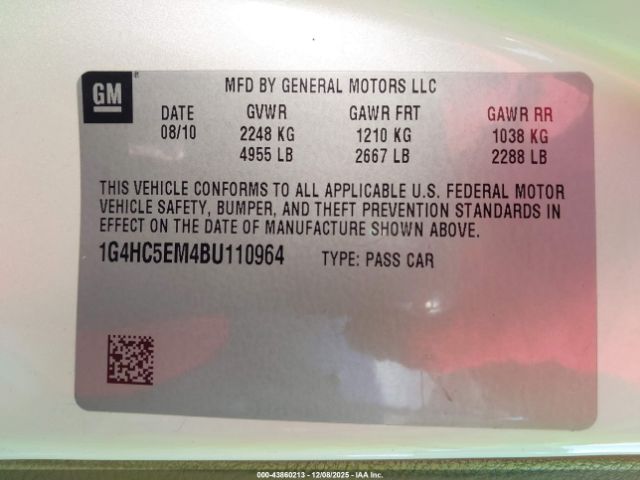 GM ®
MFD BY GENERAL MOTORS LLC
DATE GVWR GAWR FRT GAWR RR
08/10 2248 KG 1210 KG 1038 KG
4955 LB 2667 LB 2288 LB
THIS VEHICLE CONFORMS TO ALL APPLICABLE U.S. FEDERAL MOTOR
VEHICLE SAFETY, BUMPER, AND THEFT PREVENTION STANDARDS IN
EFFECT ON THE DATE OF MANUFACTURE SHOWN ABOVE.
1G4HC5EM4BU110964 TYPE: PASS CAR
000-43860213 - 12/08/2025 - IAA Inc.